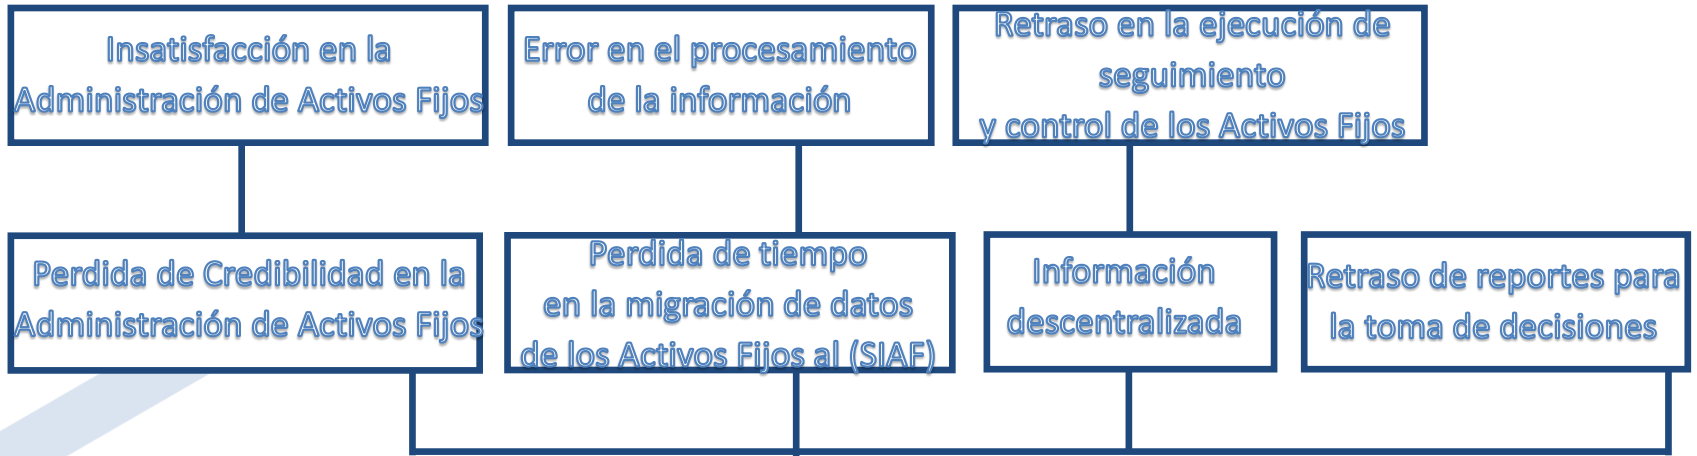 Insatisfacción en la
Administración de Activos Fijos
Error en el procesamiento
de la información
Retraso en la ejecución de
seguimiento
y control de los Activos Fijos
Perdida de Credibilidad en la
Administración de Activos Fijos
Perdida de tiempo
en la migración de datos
de los Activos Fijos al (SIAF)
Información
descentralizada
Retraso de reportes para
la toma de decisiones